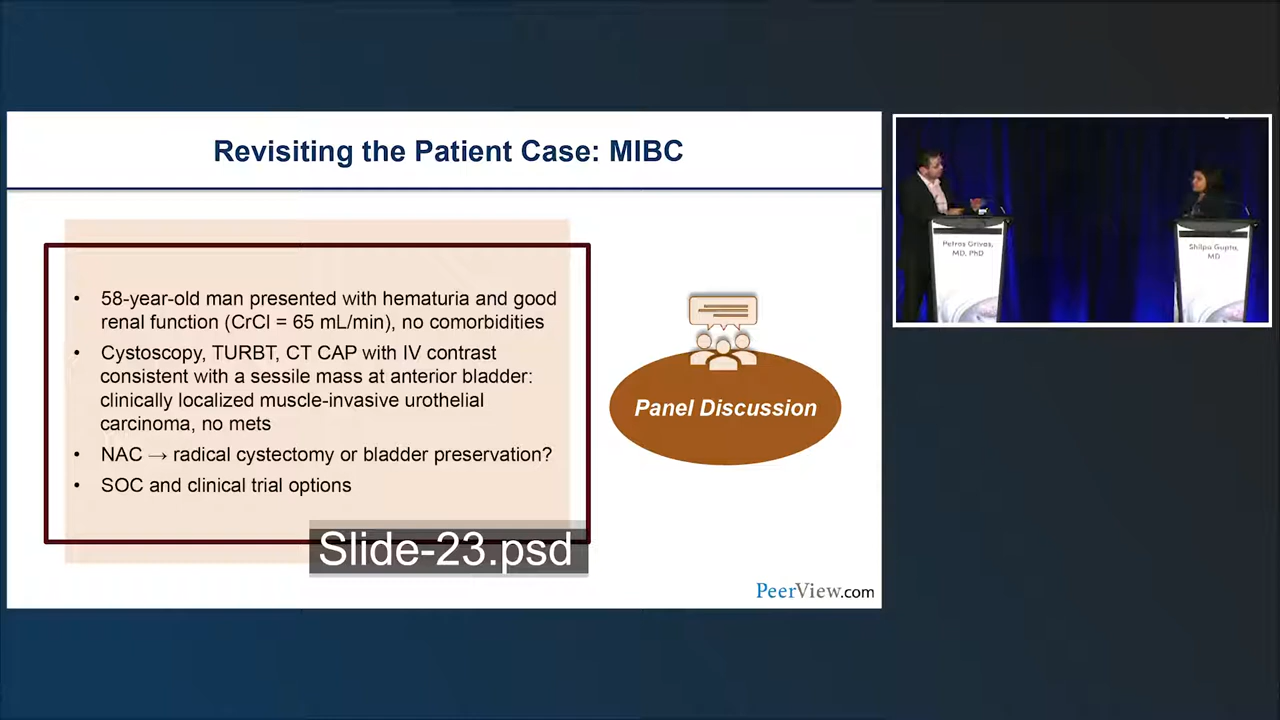 Revisiting the Patient Case: MIBC
• 58-year-old man presented with hematuria and good
renal function (CrCl = 65 mL/min), no comorbidities
• Cystoscopy, TURBT, CT CAP with IV contrast
consistent with a sessile mass at anterior bladder:
clinically localized muscle-invasive urothelial
carcinoma, no mets
• NAC → radical cystectomy or bladder preservation?
• SOC and clinical trial options
Slide-23.psd
Panel Discussion
PeerView.com
Petros Grivas,
MD, PhD
Shilpa Gupta,
MD